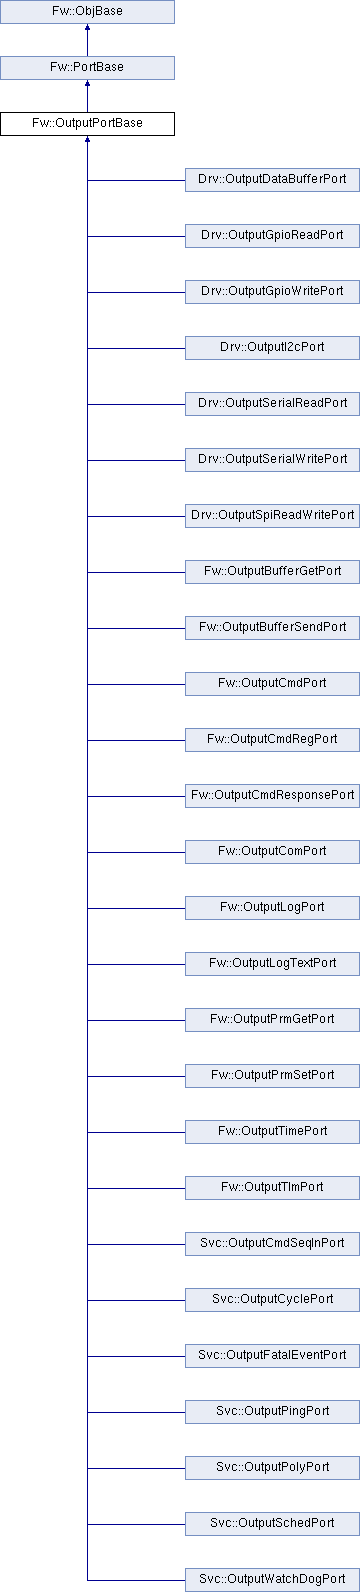 Fw::ObjBase
Fw::PortBase
Fw::OutputPortBase
Drv::OutputDataBufferPort
Drv::OutputGpioReadPort
Drv::OutputGpioWritePort
Drv::OutputI2cPort
Drv::OutputSerialReadPort
Drv::OutputSerialWritePort
Drv::OutputSpiReadWritePort
Fw::OutputBufferGetPort
Fw::OutputBufferSendPort
Fw::OutputCmdPort
Fw::OutputCmdRegPort
Fw::OutputCmdResponsePort
Fw::OutputComPort
Fw::OutputLogPort
Fw::OutputLogTextPort
Fw::OutputPrmGetPort
Fw::OutputPrmSetPort
Fw::OutputTimePort
Fw::OutputTlmPort
Svc::OutputCmdSeqInPort
Svc::OutputCyclePort
Svc::OutputFatalEventPort
Svc::OutputPingPort
Svc::OutputPolyPort
Svc::OutputSchedPort
Svc::OutputWatchDogPort